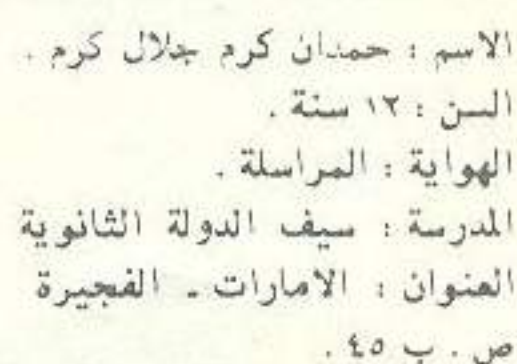 الاسم : حمدان كرم جلال كرم .
السن : ١٢ سنة .
الهواية : المراسلة .
المدرسة : سيف الدولة الثانوية
العنوان : الامارات ـ الفجيرة
ص . ب ٤٥ .